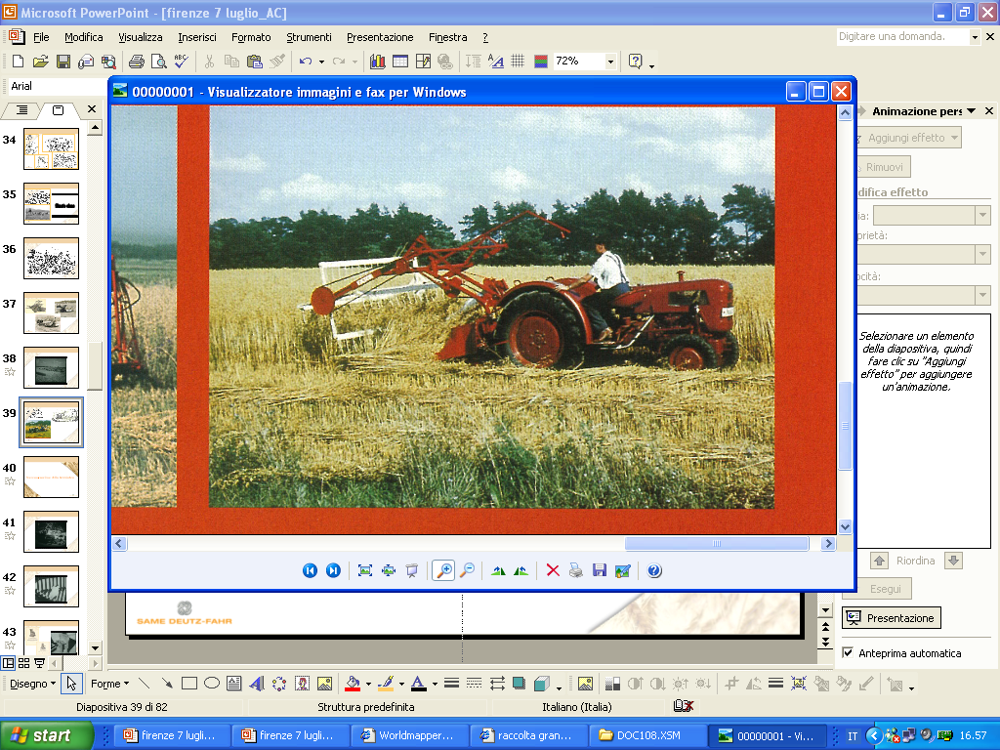 Microsoft PowerPoint - [firenze 7 luglio_AC]
File Modifica Visualizza Inserisci Formato Strumenti Presentazione Finestra ?
Digitare una domanda.
72%
Arial
00000001 - Visualizzatore immagini e fax per Windows
Animazione pers
Aggiungi effetto
Rimuovi
difica effetto
ia:
prietà:
ocità:
Selezionare un elemento
della diapositiva, quindi
fare clic su "Aggiungi
effetto" per aggiungere
un'animazione.
34
35
36
37
38
39
40
41
42
43
Riordina
Esegui
SAME DEUTZ-FAHR
Presentazione
Anteprima automatica
Disegno Forme
Diapositiva 39 di 82 Struttura predefinita Italiano (Italia)
start firenze 7 lugli... firenze 7 lugli... Worldmapper... raccolta gran... DOC108.XSM 00000001 - Vi... IT 16.57